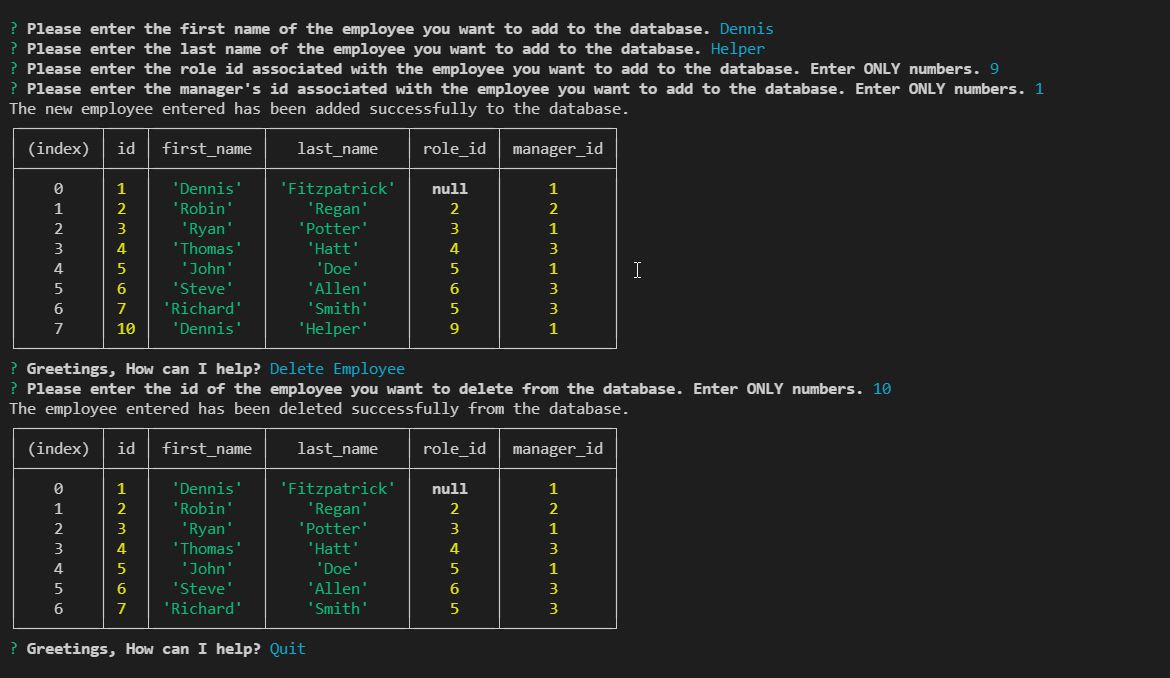 ? Please enter the first name of the employee you want to add to the database. Dennis
? Please enter the last name of the employee you want to add to the database. Helper
? Please enter the role id associated with the employee you want to add to the database. Enter ONLY numbers. 9
? Please enter the manager's id associated with the employee you want to add to the database. Enter ONLY numbers. 1
The new employee entered has been added successfully to the database.
(index) id first_name last_name role_id manager_id
0 1 'Dennis' 'Fitzpatrick' null 1
1 2 'Robin' 'Regan' 2 2
2 3 'Ryan' 'Potter' 3 1
3 4 'Thomas' 'Hatt' 4 3
4 5 'John' 'Doe' 5 1
5 6 'Steve' 'Allen' 6 3
6 7 'Richard' 'Smith' 5 3
7 10 'Dennis' 'Helper' 9 1
? Greetings, How can I help? Delete Employee
? Please enter the id of the employee you want to delete from the database. Enter ONLY numbers. 10
The employee entered has been deleted successfully from the database.
(index) id first_name last_name role_id manager_id
0 1 'Dennis' 'Fitzpatrick' null 1
1 2 'Robin' 'Regan' 2 2
2 3 'Ryan' 'Potter' 3 1
3 4 'Thomas' 'Hatt' 4 3
4 5 'John' 'Doe' 5 1
5 6 'Steve' 'Allen' 6 3
6 7 'Richard' 'Smith' 5 3
? Greetings, How can I help? Quit